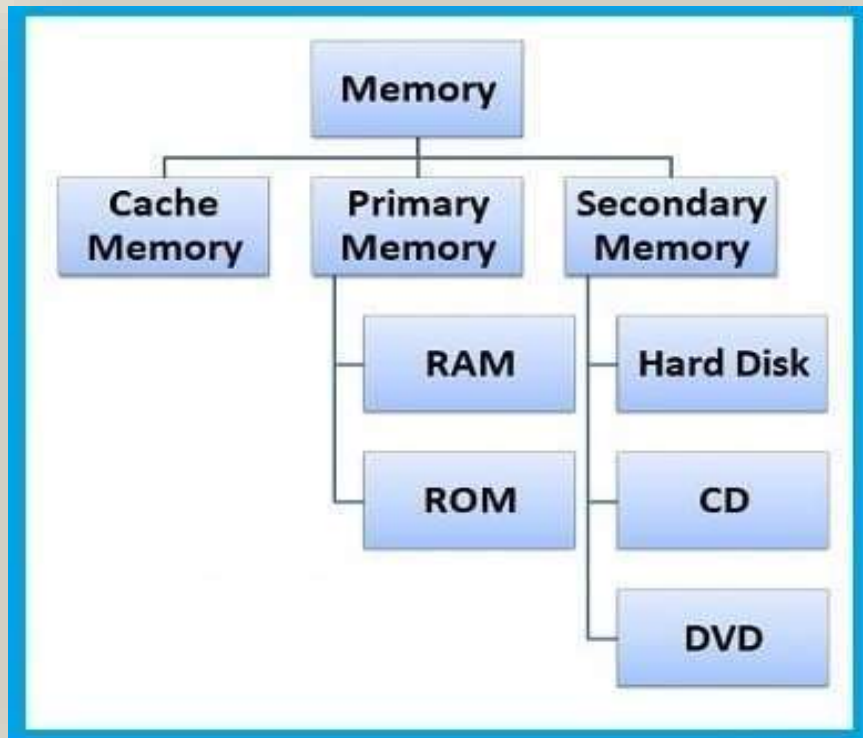 Memory
Cache
Memory
Primary
Memory
Secondary
Memory
RAM
ROM
Hard Disk
CD
DVD